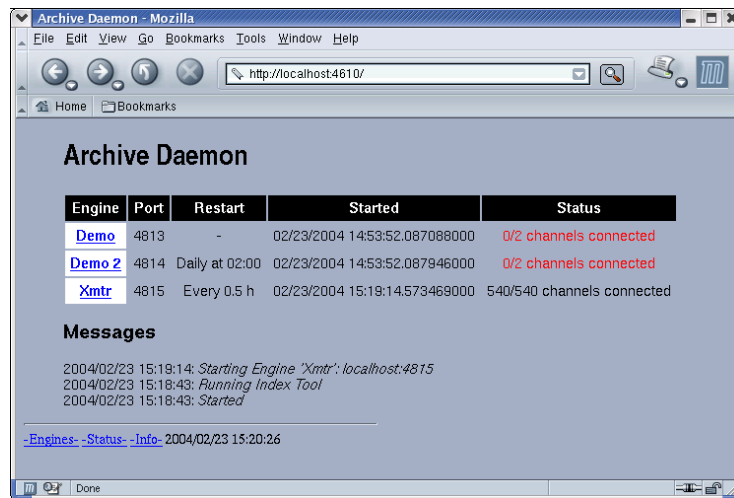 Archive Daemon - Mozilla
File Edit View Go Bookmarks Tools Window Help
http://localhost:4610/
Home Bookmarks
Archive Daemon
Engine Port Restart Started Status
Demo 4813 - 02/23/2004 14:53:52.087088000 0/2 channels connected
Demo 2 4814 Daily at 02:00 02/23/2004 14:53:52.087946000 0/2 channels connected
Xmtr 4815 Every 0.5 h 02/23/2004 15:19:14.573469000 540/540 channels connected
Messages
2004/02/23 15:19:14: Starting Engine 'Xmtr': localhost:4815
2004/02/23 15:18:43: Running Index Tool
2004/02/23 15:18:43: Started
-Engines- -Status- -Info- 2004/02/23 15:20:26
Done